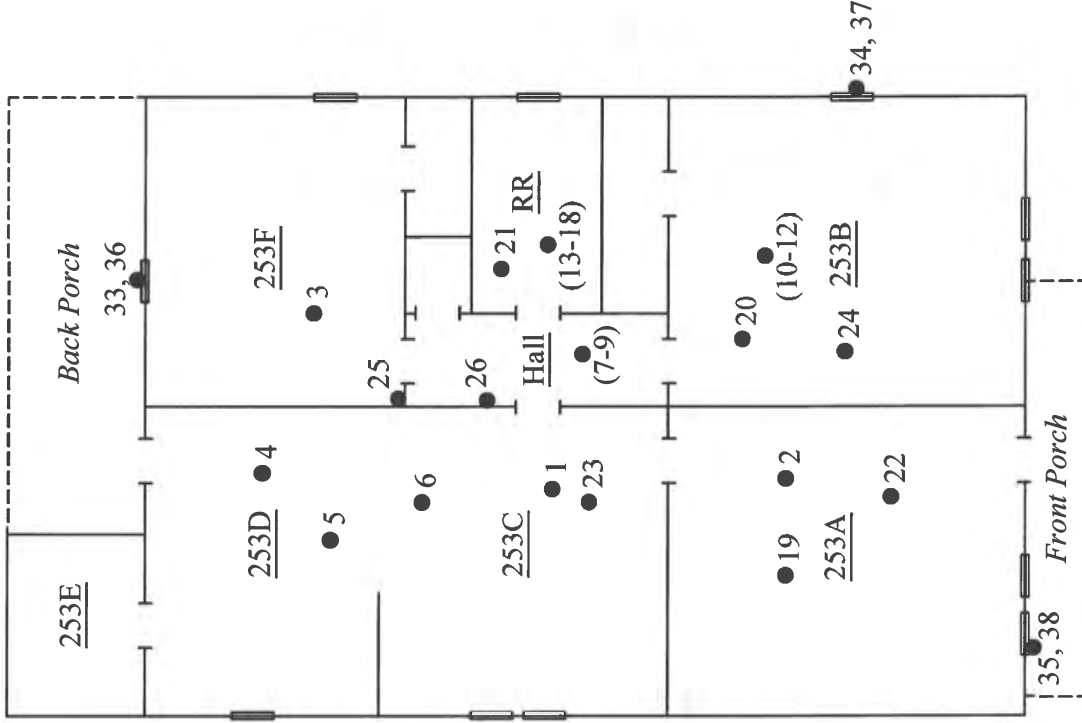 34, 37
Back Porch
33, 36
253F
3
RR
21
(13-18)
(10-12)
253B
20
24
25
26
Hall
(7-9)
4
253D
5
6
253C
1
23
2
22
19
253A
Front Porch
253E
35, 38